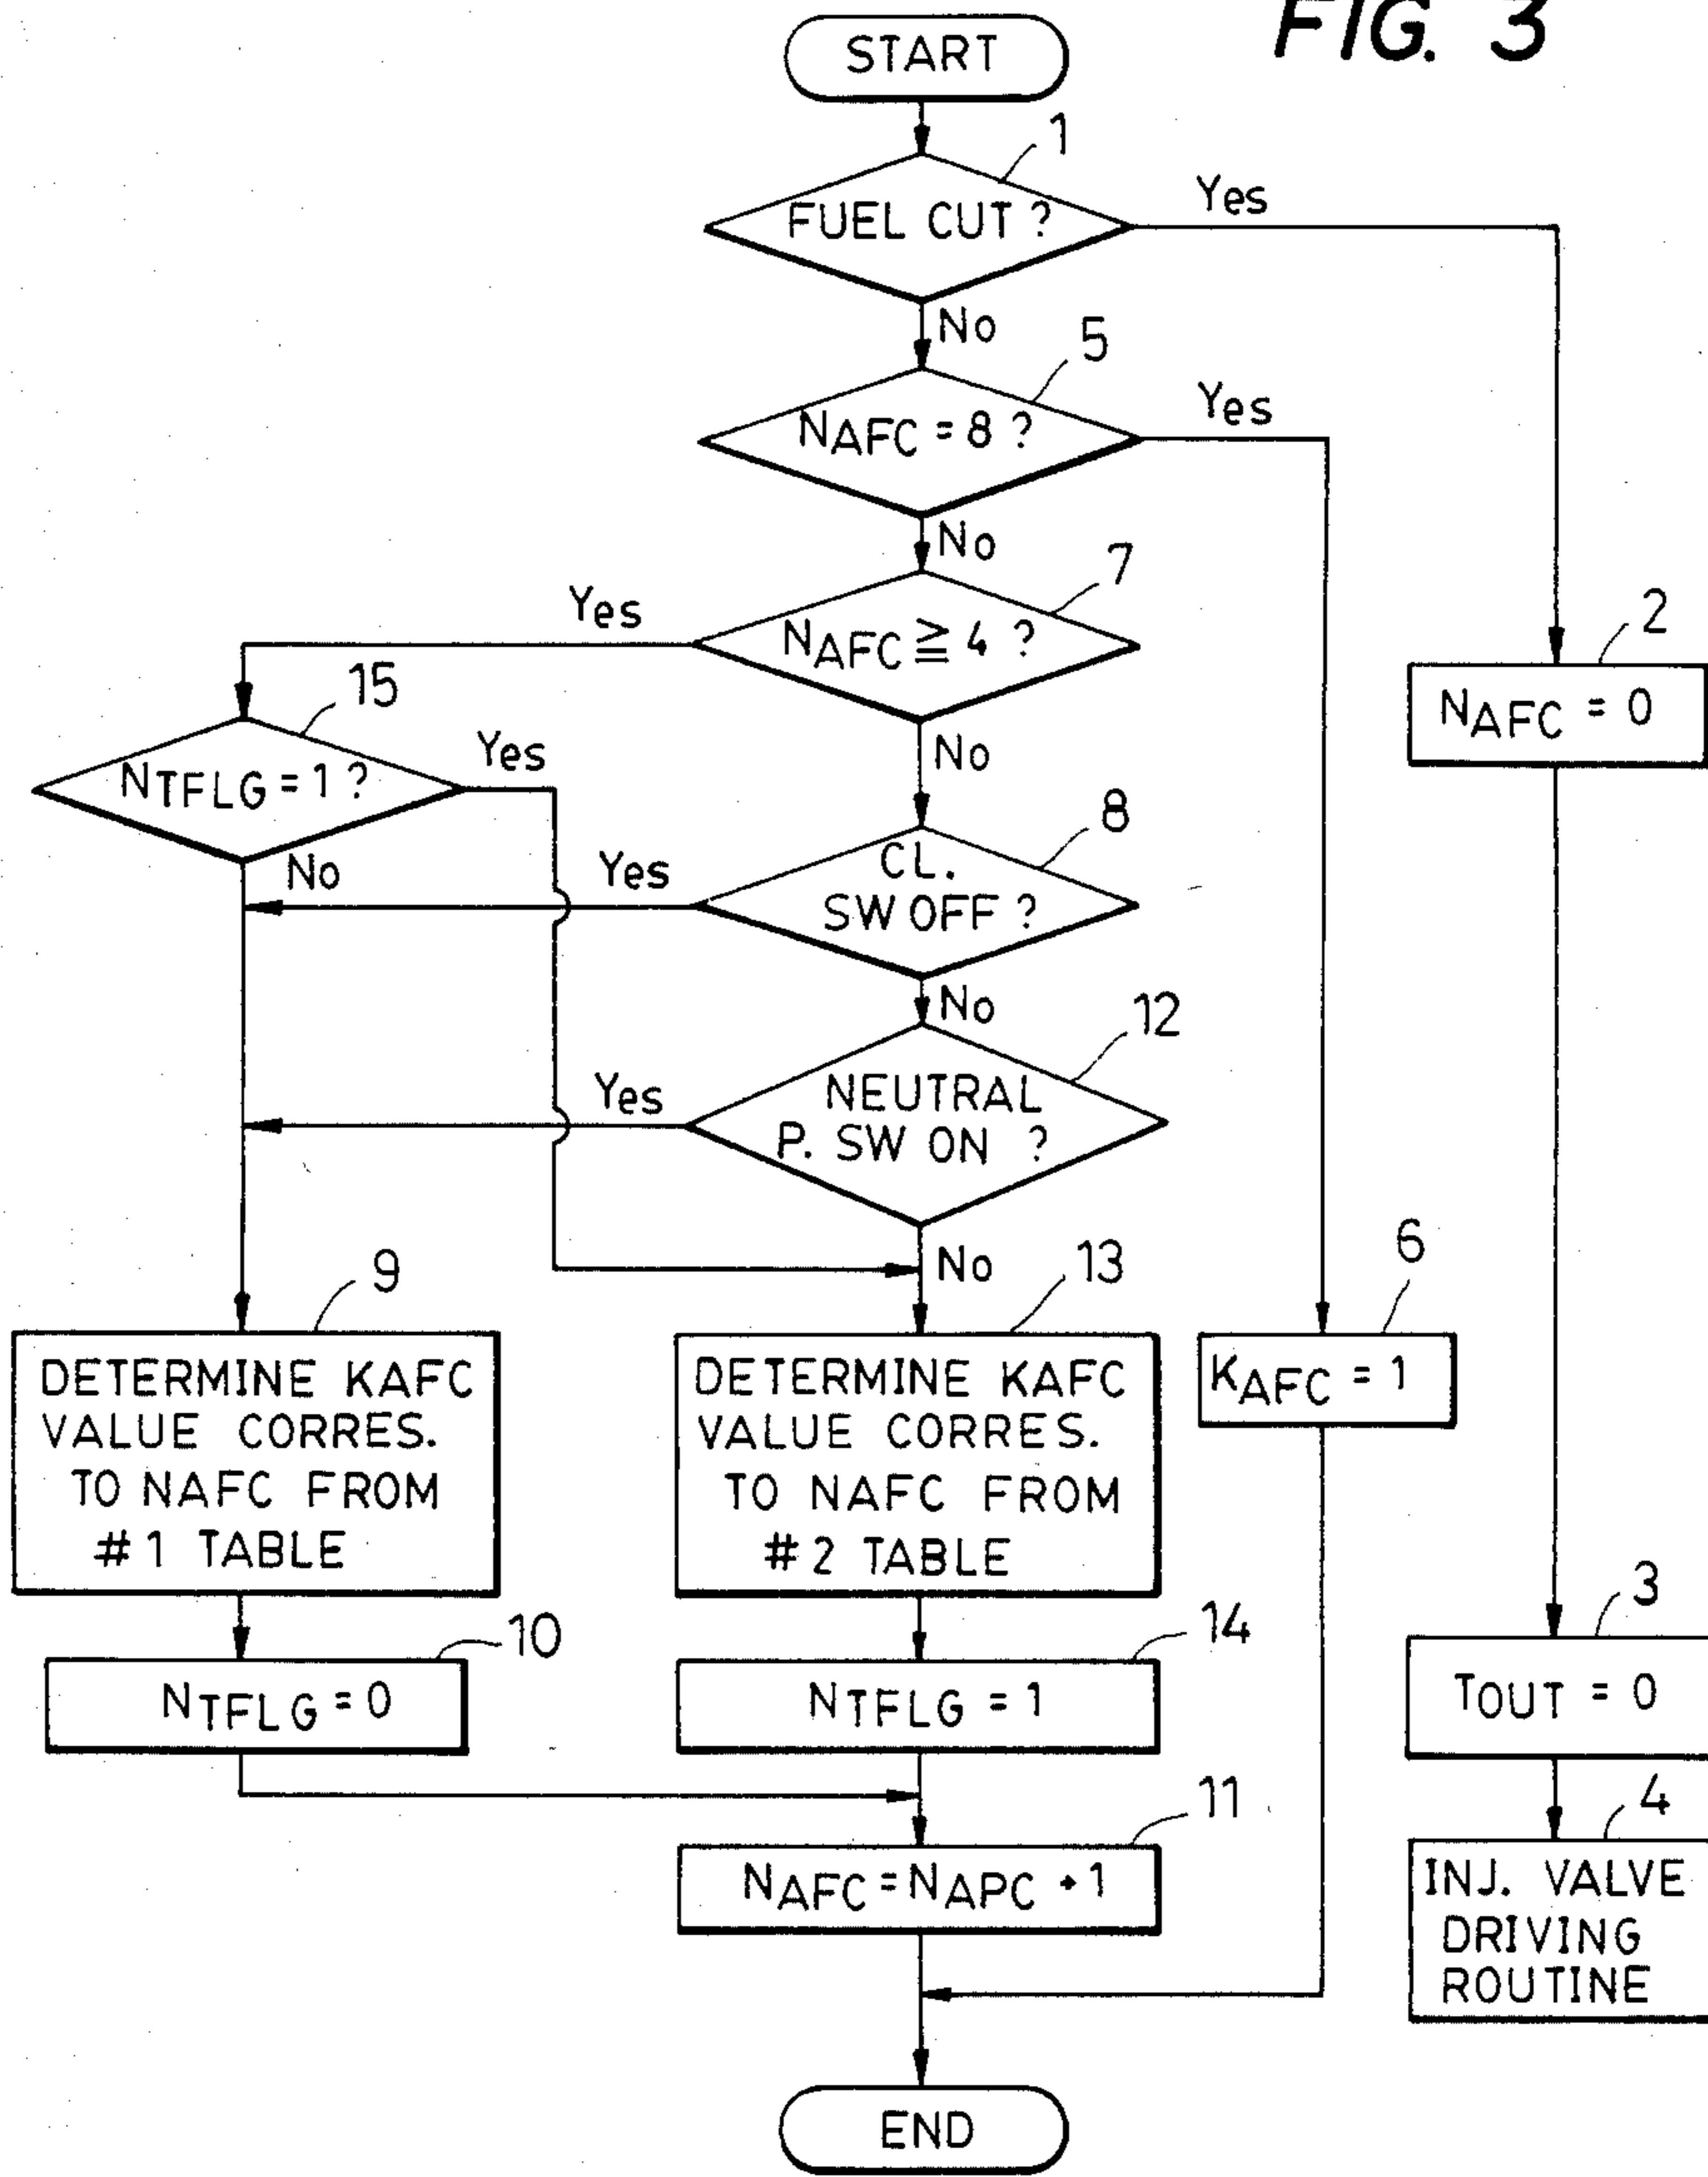 FIG. 3
START
1
FUEL CUT ?
Yes
No
5
NAFC = 8 ?
Yes
No
7
NAFC ≧ 4 ?
Yes
No
2
NAFC = 0
15
NTFLG = 1 ?
Yes
No
8
CL.
SW OFF ?
Yes
No
12
NEUTRAL
P. SW ON ?
Yes
No
9
DETERMINE KAFC
VALUE CORRES.
TO NAFC FROM
#1 TABLE
13
DETERMINE KAFC
VALUE CORRES.
TO NAFC FROM
#2 TABLE
6
KAFC = 1
10
NTFLG = 0
14
NTFLG = 1
3
TOUT = 0
11
NAFC = NAPC + 1
4
INJ. VALVE
DRIVING
ROUTINE
END